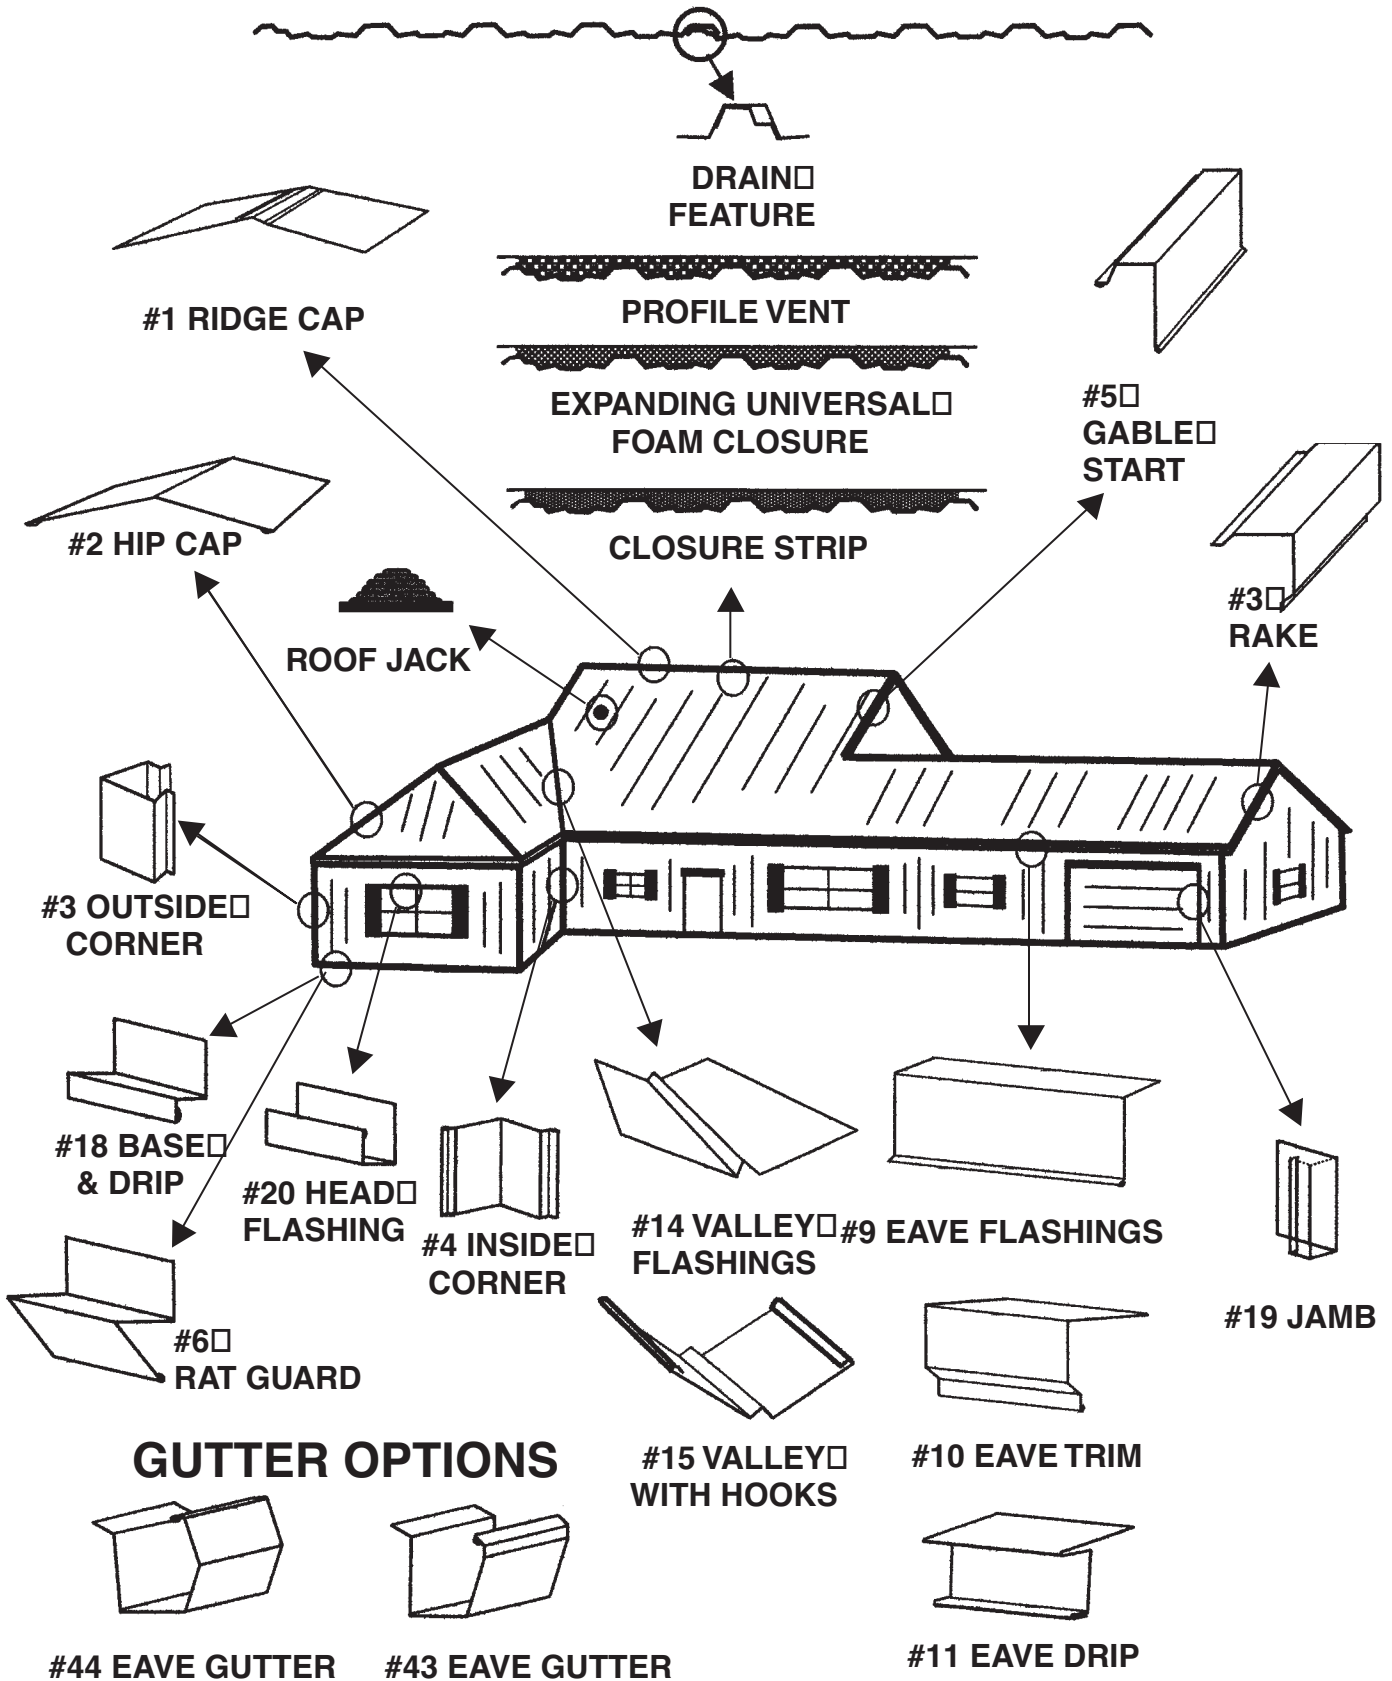 DRAIN□
FEATURE
#1 RIDGE CAP
PROFILE VENT
EXPANDING UNIVERSAL□
FOAM CLOSURE
#5□
GABLE□
START
#2 HIP CAP
CLOSURE STRIP
#3□
RAKE
ROOF JACK
#3 OUTSIDE□
CORNER
#18 BASE□
& DRIP
#20 HEAD□
FLASHING
#4 INSIDE□
CORNER
#14 VALLEY□
FLASHINGS
#9 EAVE FLASHINGS
#19 JAMB
#6□
RAT GUARD
#15 VALLEY□
WITH HOOKS
#10 EAVE TRIM
GUTTER OPTIONS
#44 EAVE GUTTER
#43 EAVE GUTTER
#11 EAVE DRIP